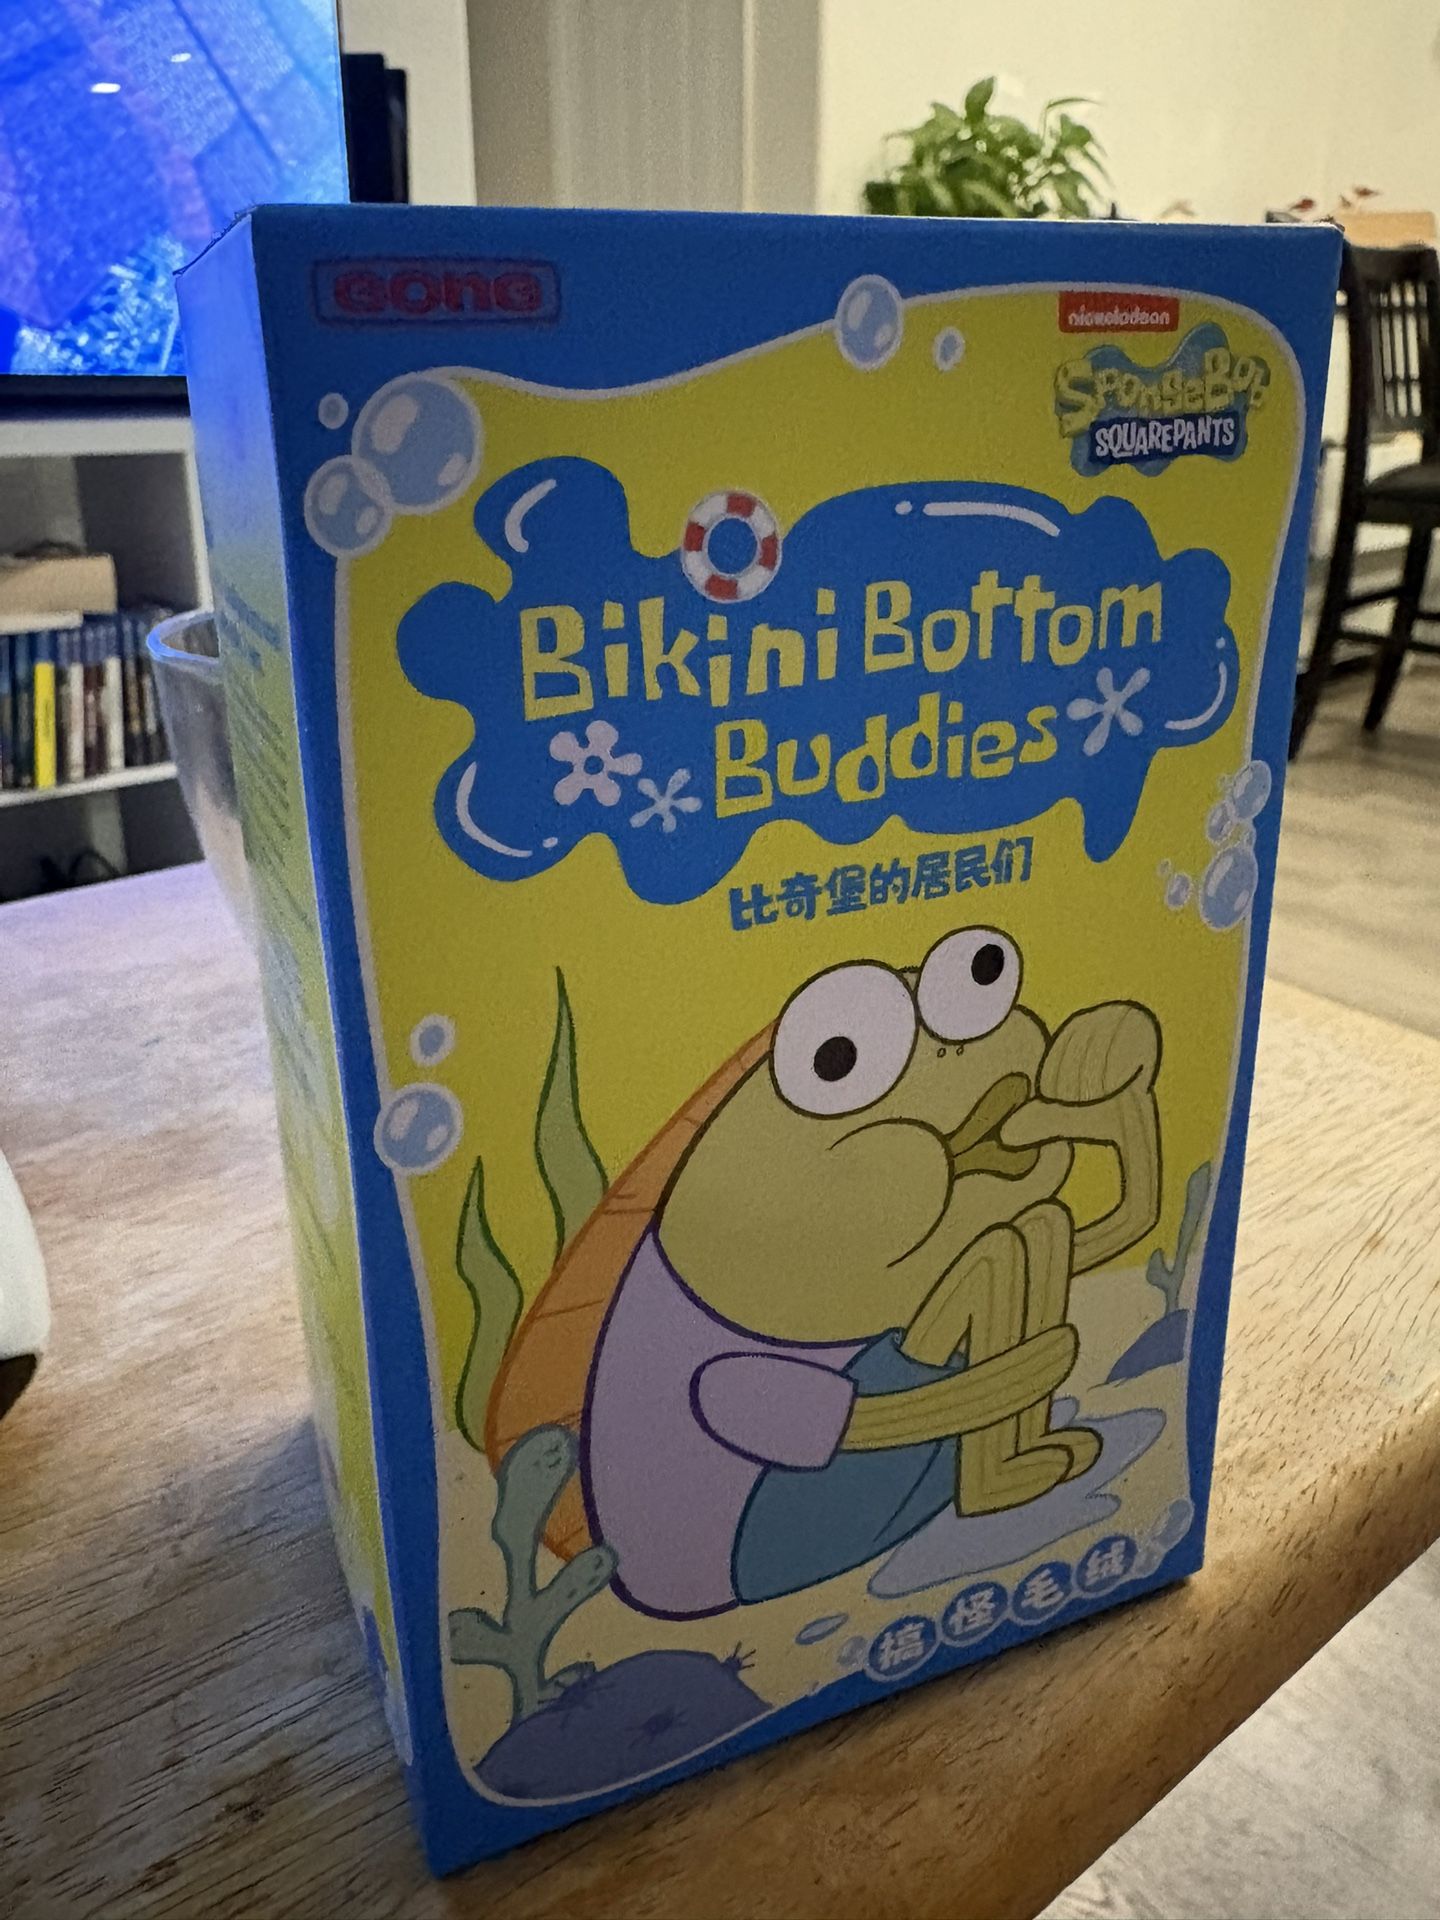 GONG
nickelodeon
SpongeBob
SQUAREPANTS
Bikini Bottom
Buddies
比奇堡的居民们
搞怪毛绒